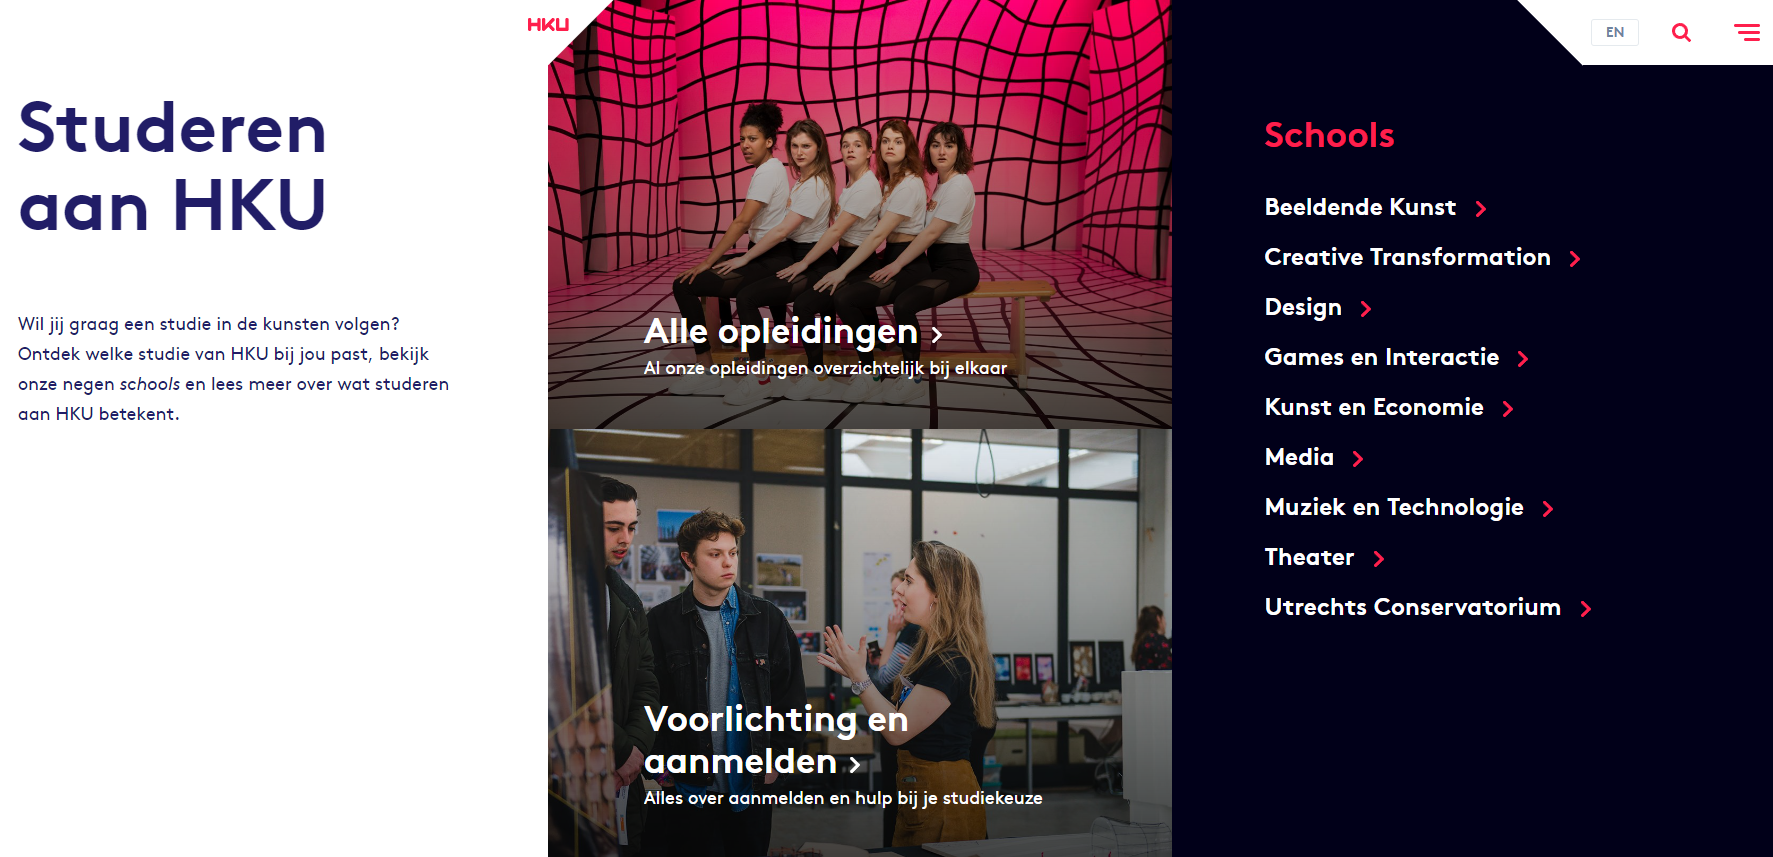 HKU
EN
Studeren
aan HKU
Wil jij graag een studie in de kunsten volgen?
Ontdek welke studie van HKU bij jou past, bekijk
onze negen schools en lees meer over wat studeren
aan HKU betekent.
Alle opleidingen
Al onze opleidingen overzichtelijk bij elkaar
Voorlichting en
aanmelden
Alles over aanmelden en hulp bij je studiekeuze
Schools
Beeldende Kunst
Creative Transformation
Design
Games en Interactie
Kunst en Economie
Media
Muziek en Technologie
Theater
Utrechts Conservatorium